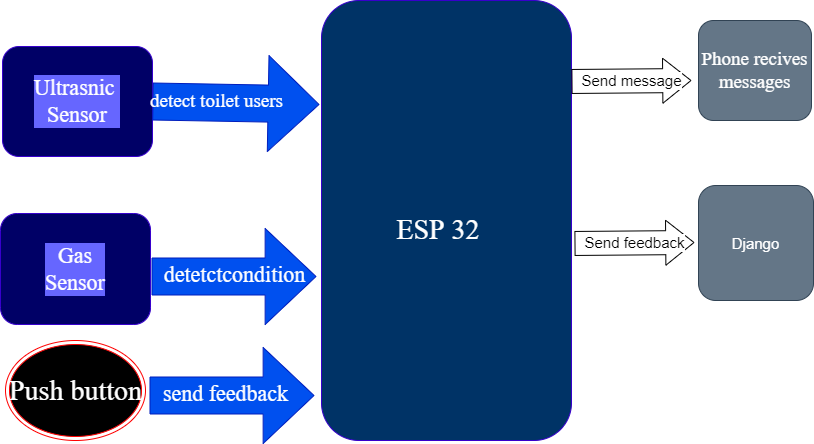 Ultrasnic
Sensor
detect toilet users
Gas
Sensor
detetctcondition
Push button
send feedback
ESP 32
Send message
Phone recives
messages
Send feedback
Django